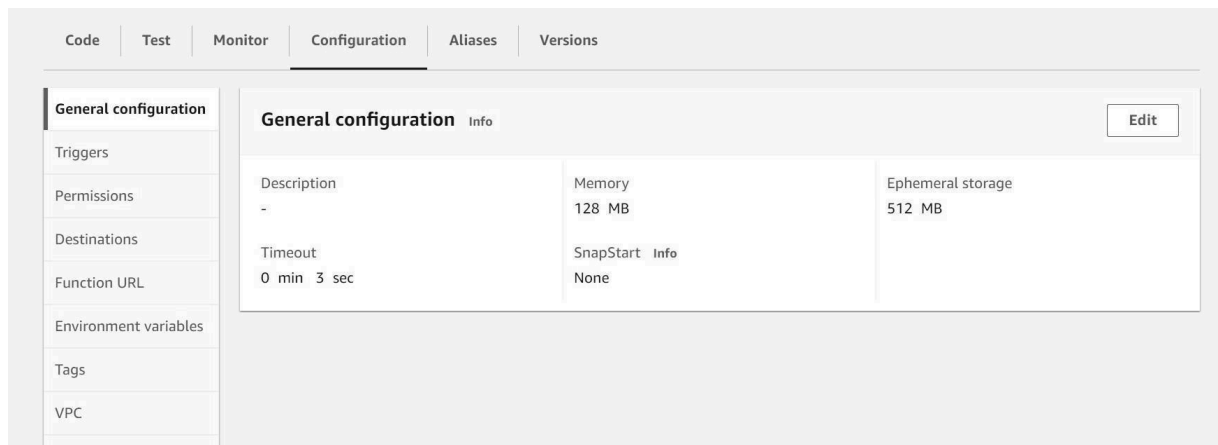 Code Test Monitor Configuration Aliases Versions
General configuration
Triggers
Permissions
Destinations
Function URL
Environment variables
Tags
VPC
General configuration Info
Edit
Description
-
Memory
128 MB
Ephemeral storage
512 MB
Timeout
0 min 3 sec
SnapStart Info
None